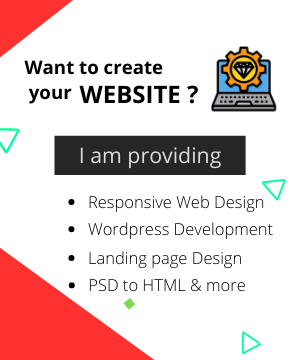 Want to create
your WEBSITE ?
I am providing
• Responsive Web Design
• Wordpress Development
• Landing page Design
• PSD to HTML & more